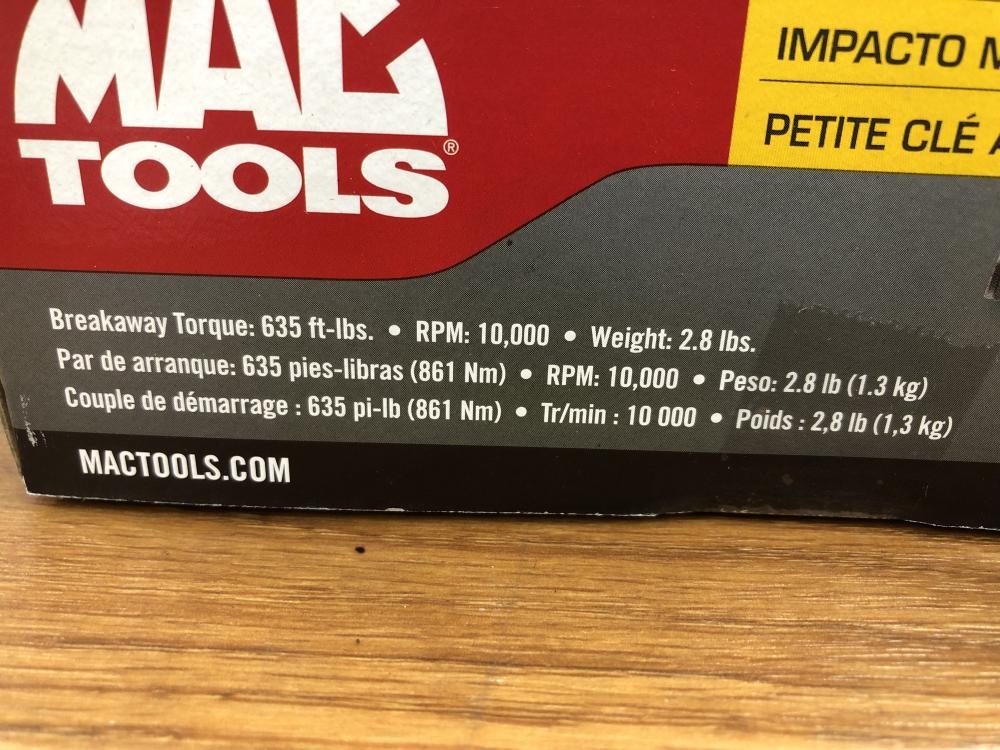 MAC
TOOLS®
IMPACTO
PETITE CLÉ
Breakaway Torque: 635 ft-lbs. • RPM: 10,000 • Weight: 2.8 lbs.
Par de arranque: 635 pies-libras (861 Nm) • RPM: 10,000 • Peso: 2.8 lb (1.3 kg)
Couple de démarrage : 635 pi-lb (861 Nm) • Tr/min : 10 000 • Poids : 2,8 lb (1,3 kg)
MACTOOLS.COM